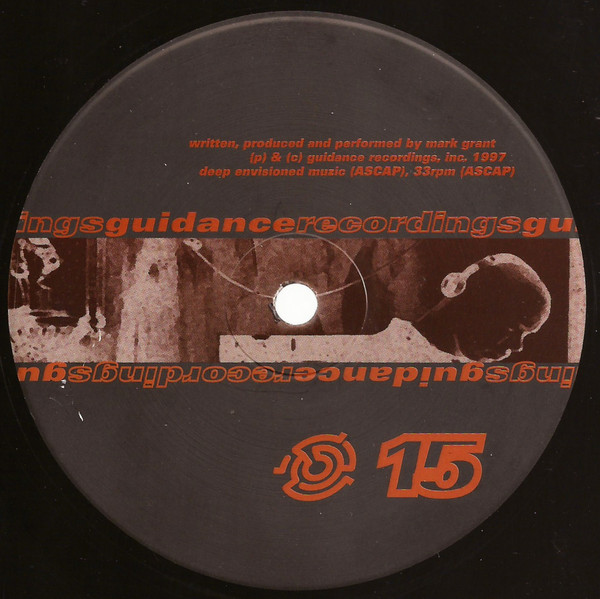 written, produced and performed by mark grant
(p) & (c) guidance recordings, inc. 1997
deep envisioned muzic (ASCAP), 33rpm (ASCAP)
ingsguidancerecordingsgu
ingsguidancerecordingsgu
15